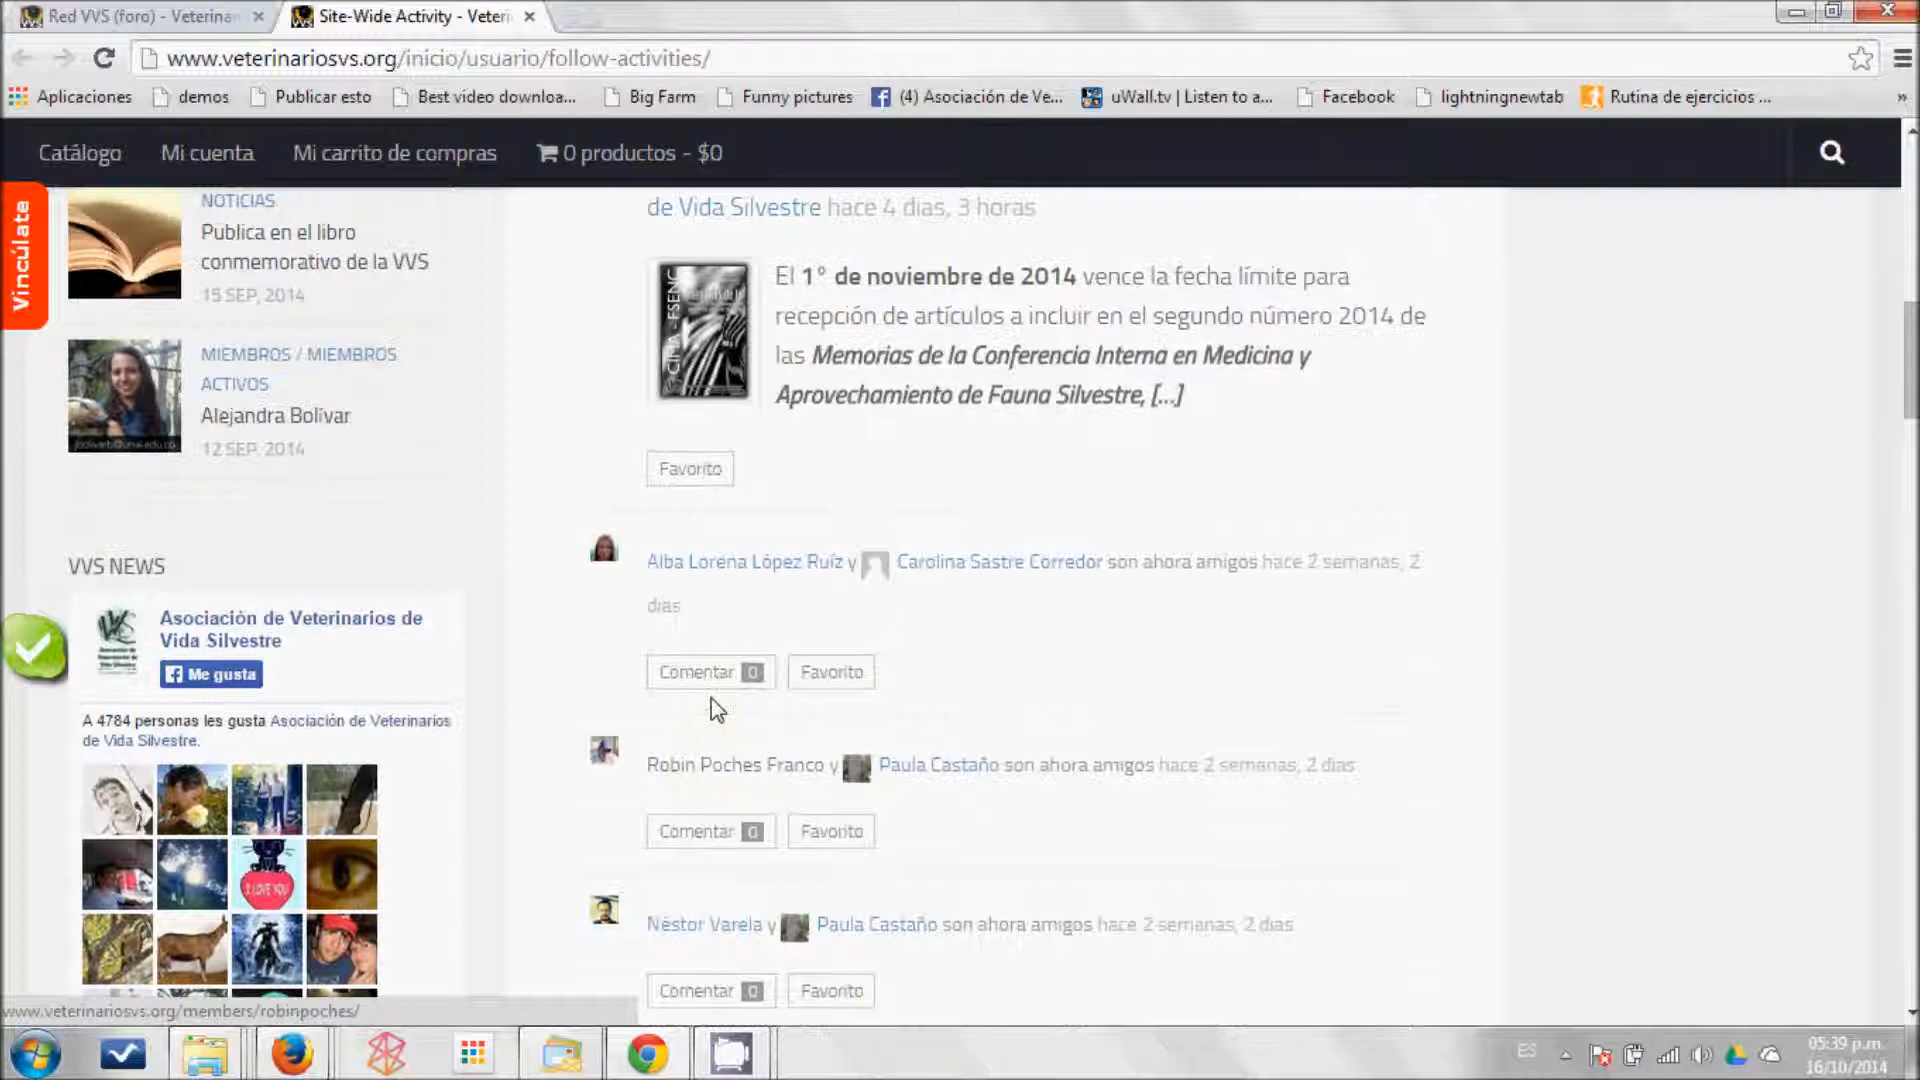 Red VVS (foro) - Veterinar
Site-Wide Activity - Veteri
www.veterinariosvs.org/inicio/usuario/follow-activities/
Aplicaciones
demos
Publicar esto
Best video downloa...
Big Farm
Funny pictures
(4) Asociación de Ve...
uWall.tv | Listen to a...
Facebook
lightningnewtab
Rutina de ejercicios ...
»
Catálogo
Mi cuenta
Mi carrito de compras
0 productos - $0
Vincúlate
NOTICIAS
Publica en el libro
conmemorativo de la VVS
15 SEP, 2014
MIEMBROS / MIEMBROS
ACTIVOS
Alejandra Bolívar
12 SEP, 2014
VVS NEWS
Asociación de Veterinarios de
Vida Silvestre
Me gusta
A 4784 personas les gusta Asociación de Veterinarios
de Vida Silvestre.
I LOVE YOU
de Vida Silvestre hace 4 dias, 3 horas
El 1° de noviembre de 2014 vence la fecha límite para
recepción de artículos a incluir en el segundo número 2014 de
las Memorias de la Conferencia Interna en Medicina y
Aprovechamiento de Fauna Silvestre, [...]
Favorito
Alba Lorena López Ruíz y Carolina Sastre Corredor son ahora amigos hace 2 semanas, 2
dias
Comentar 0
Favorito
Robin Poches Franco y Paula Castaño son ahora amigos hace 2 semanas, 2 dias
Comentar 0
Favorito
Néstor Varela y Paula Castaño son ahora amigos hace 2 semanas, 2 dias
Comentar 0
Favorito
www.veterinariosvs.org/members/robinpoches/
ES
05:39 p.m.
16/10/2014